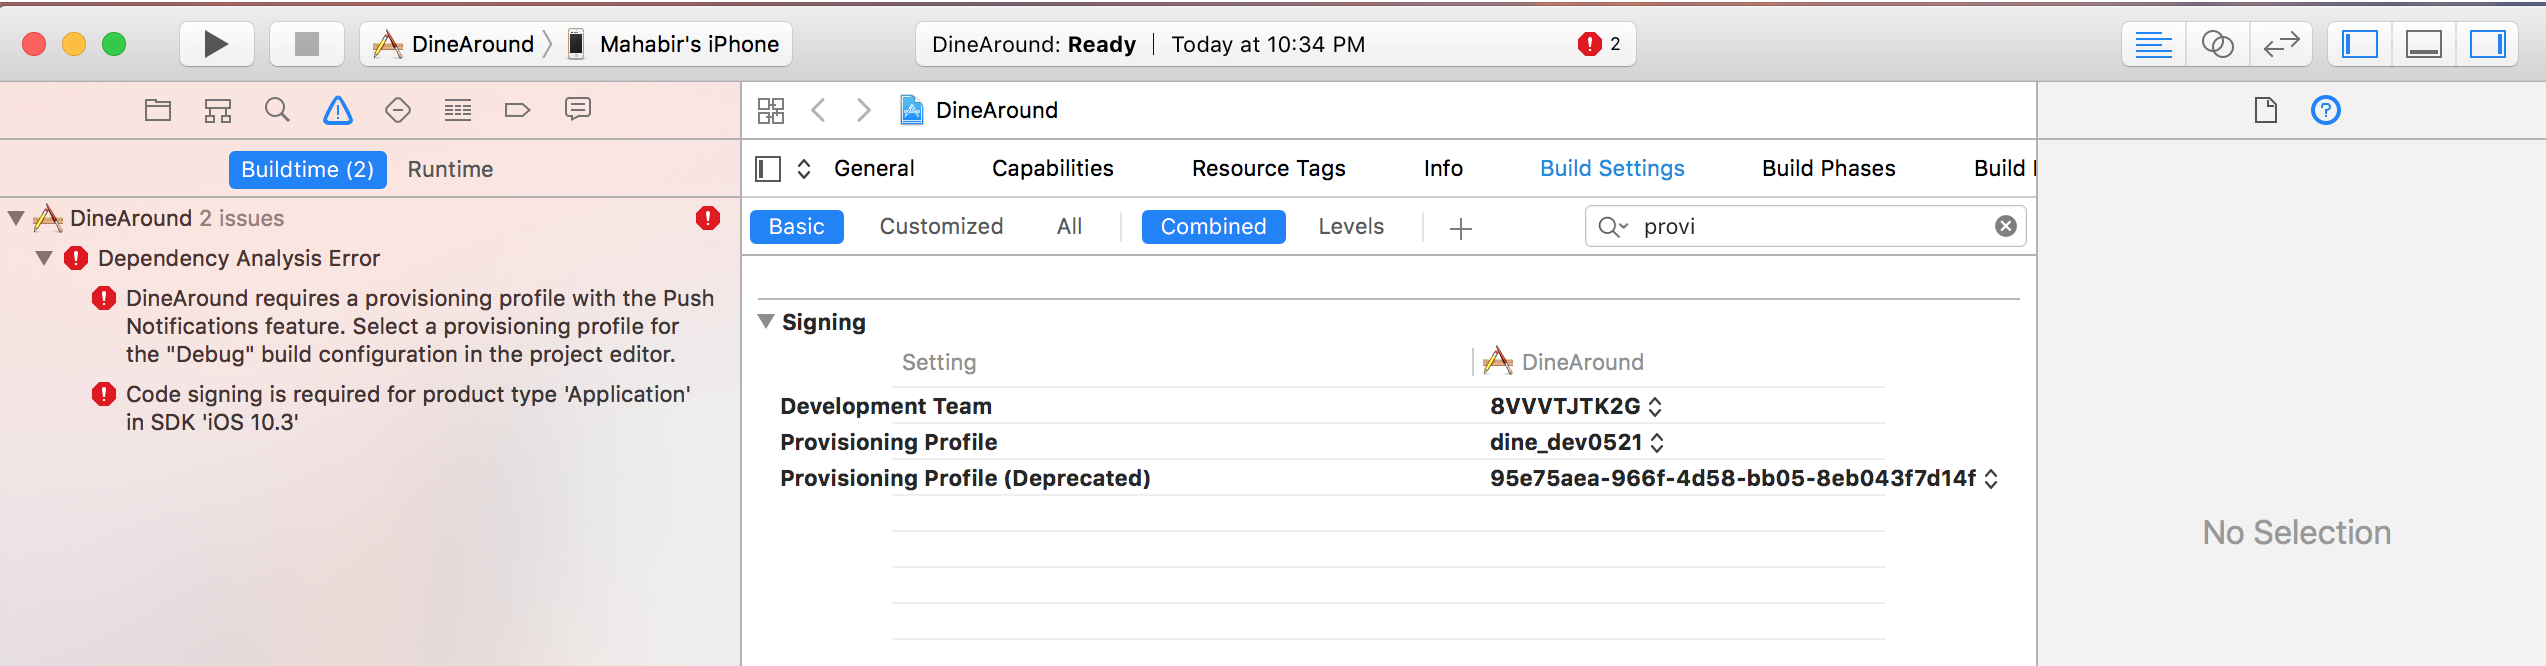 DineAround
Mahabir's iPhone
DineAround: Ready
Today at 10:34 PM
2
DineAround
Buildtime (2)
Runtime
General
Capabilities
Resource Tags
Info
Build Settings
Build Phases
Build
DineAround 2 issues
Basic
Customized
All
Combined
Levels
provi
Dependency Analysis Error
DineAround requires a provisioning profile with the Push
Notifications feature. Select a provisioning profile for
the "Debug" build configuration in the project editor.
Code signing is required for product type 'Application'
in SDK 'iOS 10.3'
Signing
Setting
DineAround
Development Team
8VVVTJTK2G
Provisioning Profile
dine_dev0521
Provisioning Profile (Deprecated)
95e75aea-966f-4d58-bb05-8eb043f7d14f
No Selection